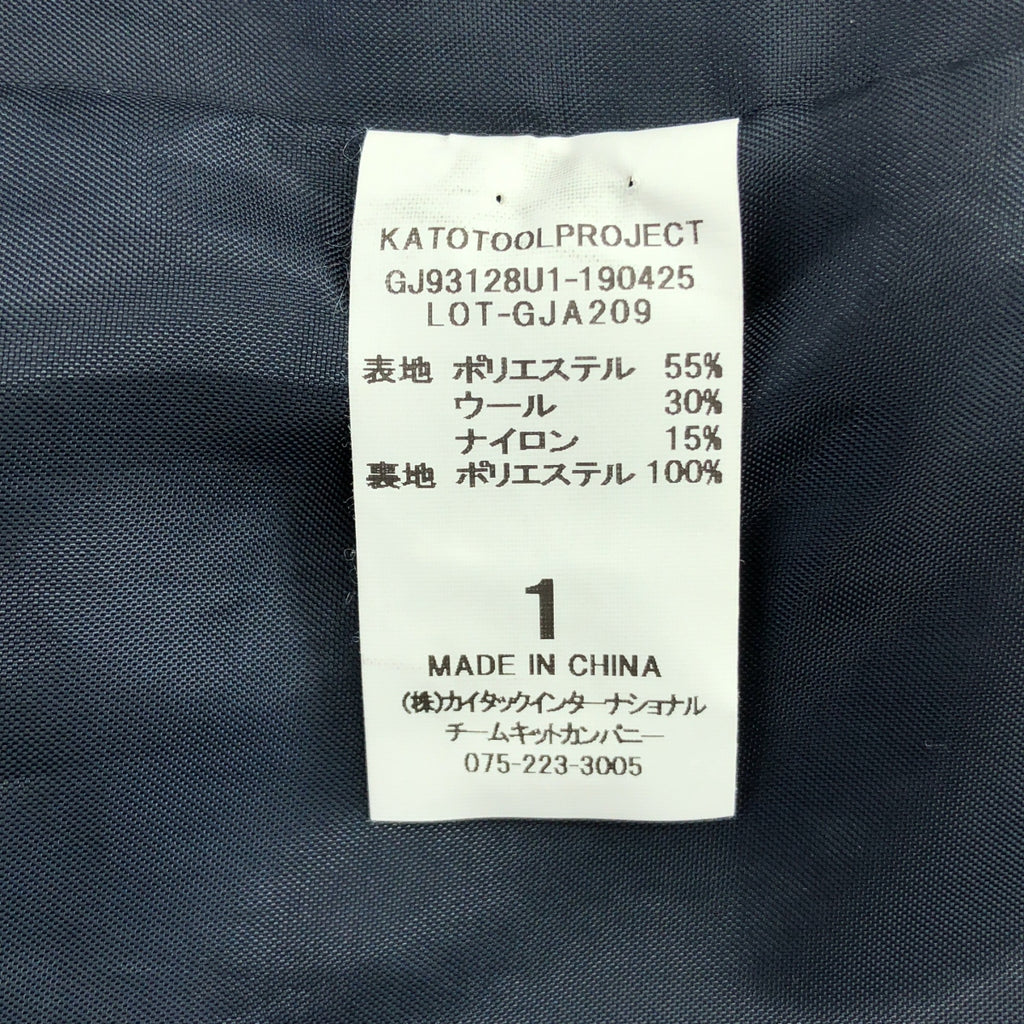 KATOTOOLPROJECT
GJ93128U1-190425
LOT-GJA209
表地 ポリエステル 55%
ウール 30%
ナイロン 15%
裏地 ポリエステル 100%
1
MADE IN CHINA
(株)カイタックインターナショナル
チームキットカンパニー
075-223-3005